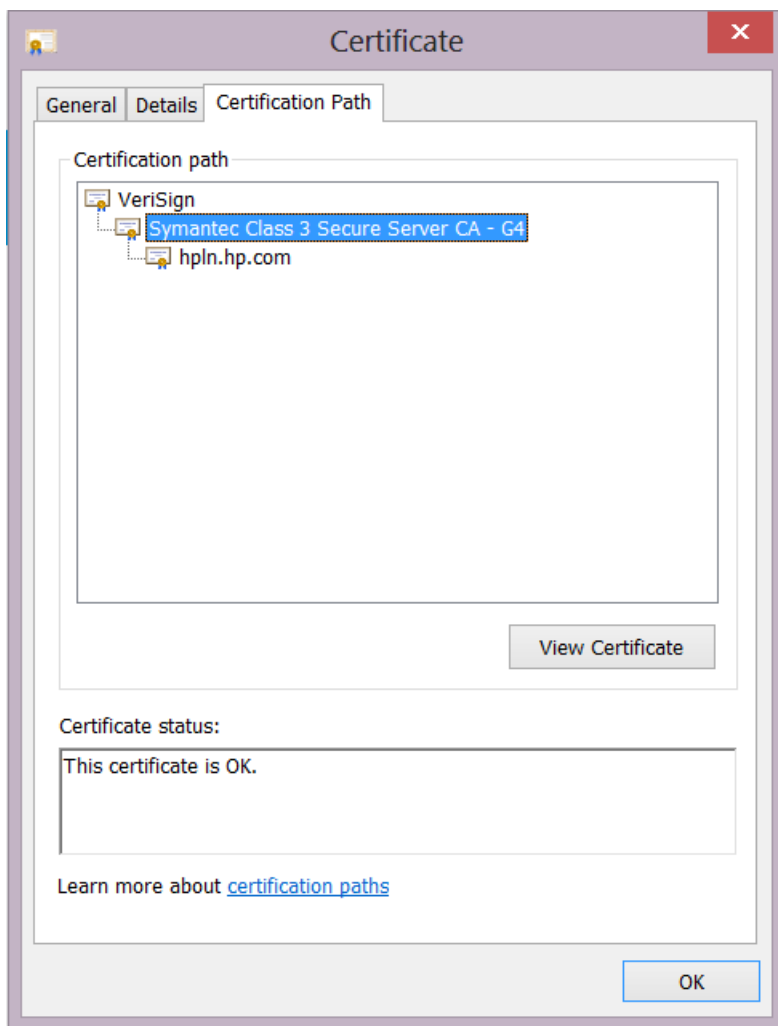 Certificate
General Details Certification Path
Certification path
VeriSign
Symantec Class 3 Secure Server CA - G4
hpln.hp.com
View Certificate
Certificate status:
This certificate is OK.
Learn more about certification paths
OK